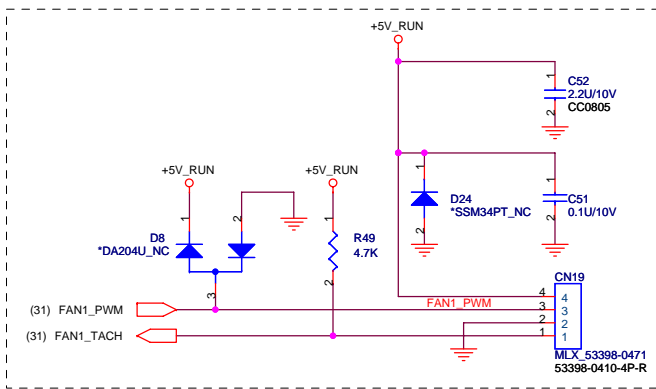 +5V_RUN
1
C52
2.2U/10V
CC0805
2
+5V_RUN
+5V_RUN
1
2
D8
*DA204U_NC
3
1
R49
4.7K
2
1
D24
*SSM34PT_NC
2
1
C51
0.1U/10V
2
CN19
(31) FAN1_PWM
FAN1_PWM
(31) FAN1_TACH
4 4
3 3
2 2
1 1
MLX_53398-0471
53398-0410-4P-R